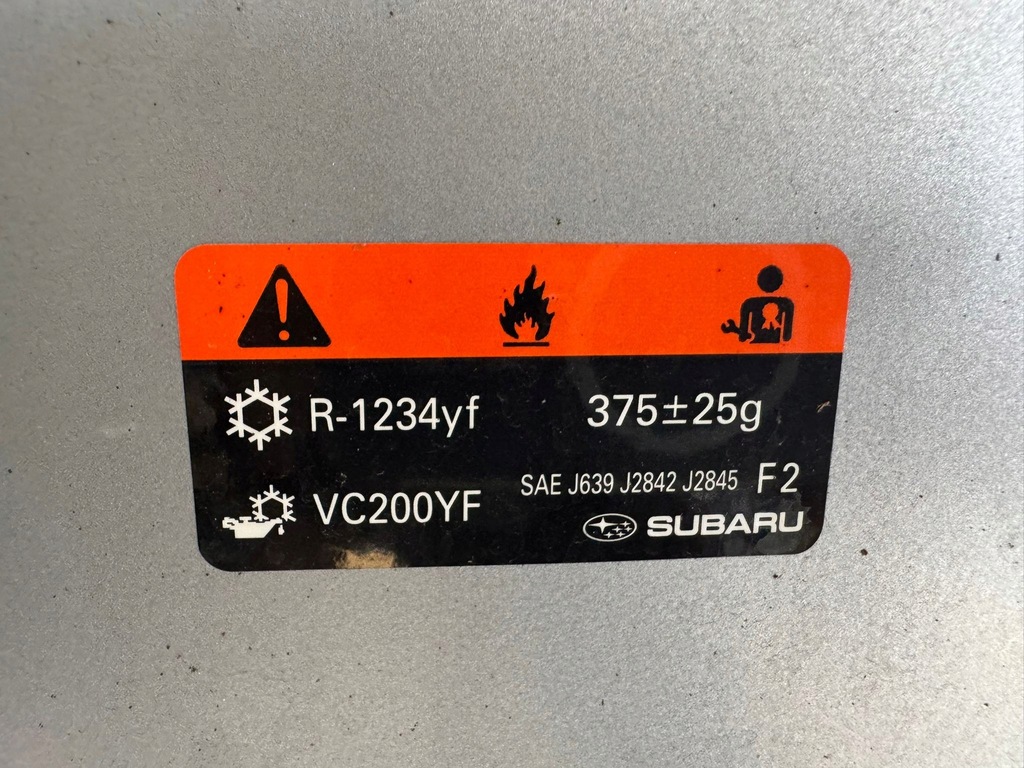 R-1234yf 375±25g
SAE J639 J2842 J2845 F2
VC200YF
SUBARU